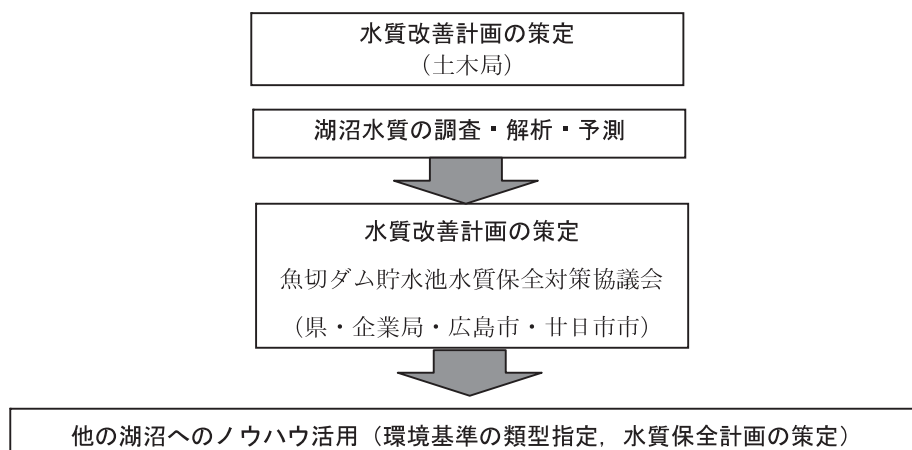 水質改善計画の策定
（土木局）
湖沼水質の調査・解析・予測
水質改善計画の策定
魚切ダム貯水池水質保全対策協議会
（県・企業局・広島市・廿日市市）
他の湖沼へのノウハウ活用（環境基準の類型指定，水質保全計画の策定）